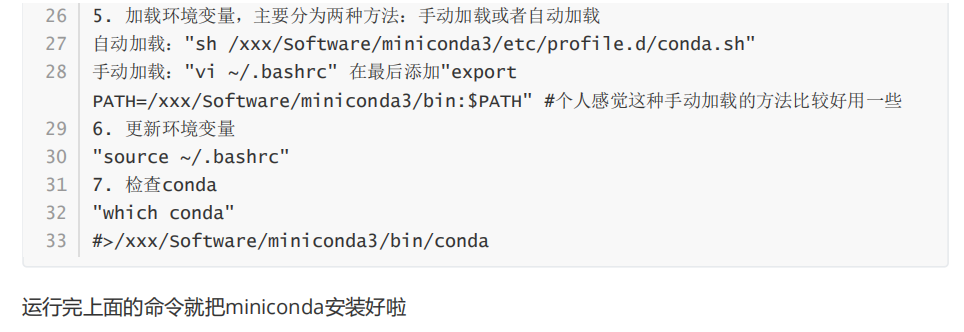 26 5. 加载环境变量，主要分为两种方法：手动加载或者自动加载
27 自动加载："sh /xxx/Software/miniconda3/etc/profile.d/conda.sh"
28 手动加载："vi ~/.bashrc" 在最后添加"export
PATH=/xxx/Software/miniconda3/bin:$PATH" #个人感觉这种手动加载的方法比较好用一些
29 6. 更新环境变量
30 "source ~/.bashrc"
31 7. 检查conda
32 "which conda"
33 #>/xxx/Software/miniconda3/bin/conda
运行完上面的命令就把miniconda安装好啦